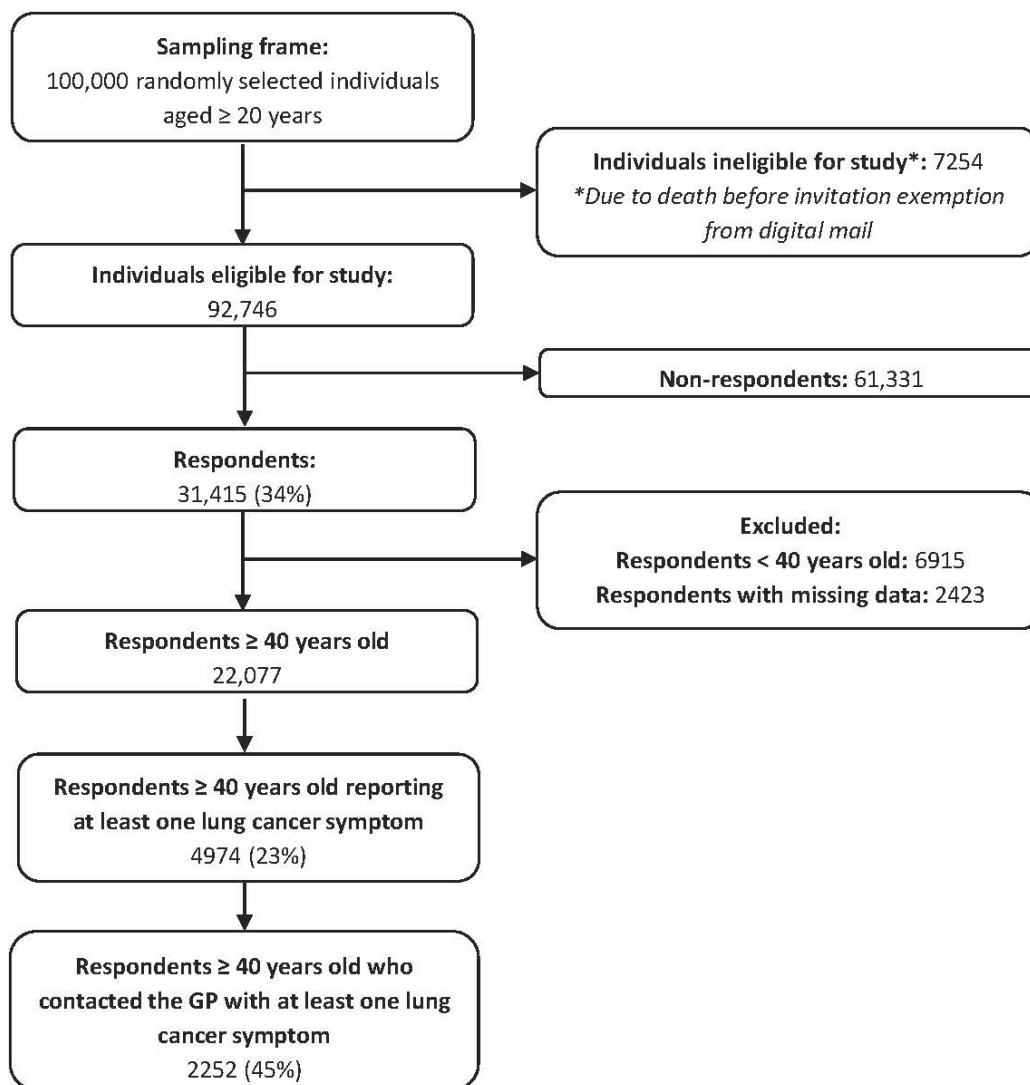 Sampling frame:
100,000 randomly selected individuals
aged ≥ 20 years
Individuals ineligible for study*: 7254
*Due to death before invitation exemption
from digital mail
Individuals eligible for study:
92,746
Non-respondents: 61,331
Respondents:
31,415 (34%)
Excluded:
Respondents < 40 years old: 6915
Respondents with missing data: 2423
Respondents ≥ 40 years old
22,077
Respondents ≥ 40 years old reporting
at least one lung cancer symptom
4974 (23%)
Respondents ≥ 40 years old who
contacted the GP with at least one lung
cancer symptom
2252 (45%)